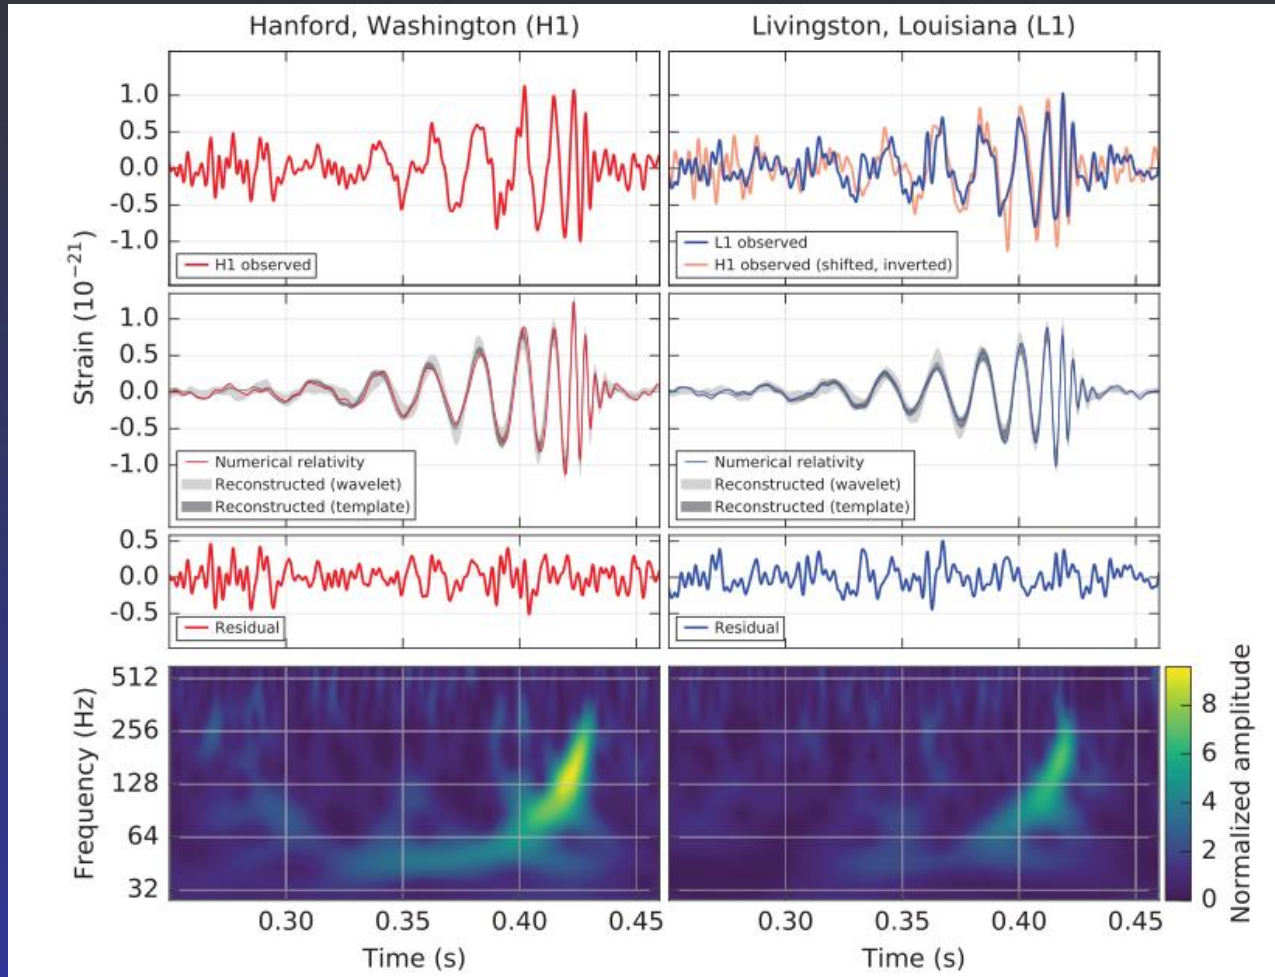 Hanford, Washington (H1)
Livingston, Louisiana (L1)
Strain (10⁻²¹)
1.0
0.5
0.0
-0.5
-1.0
H1 observed
L1 observed
H1 observed (shifted, inverted)
1.0
0.5
0.0
-0.5
-1.0
Numerical relativity
Reconstructed (wavelet)
Reconstructed (template)
Numerical relativity
Reconstructed (wavelet)
Reconstructed (template)
0.5
0.0
-0.5
Residual
Residual
Frequency (Hz)
512
256
128
64
32
Normalized amplitude
8
6
4
2
0
0.30 0.35 0.40 0.45
0.30 0.35 0.40 0.45
Time (s)
Time (s)